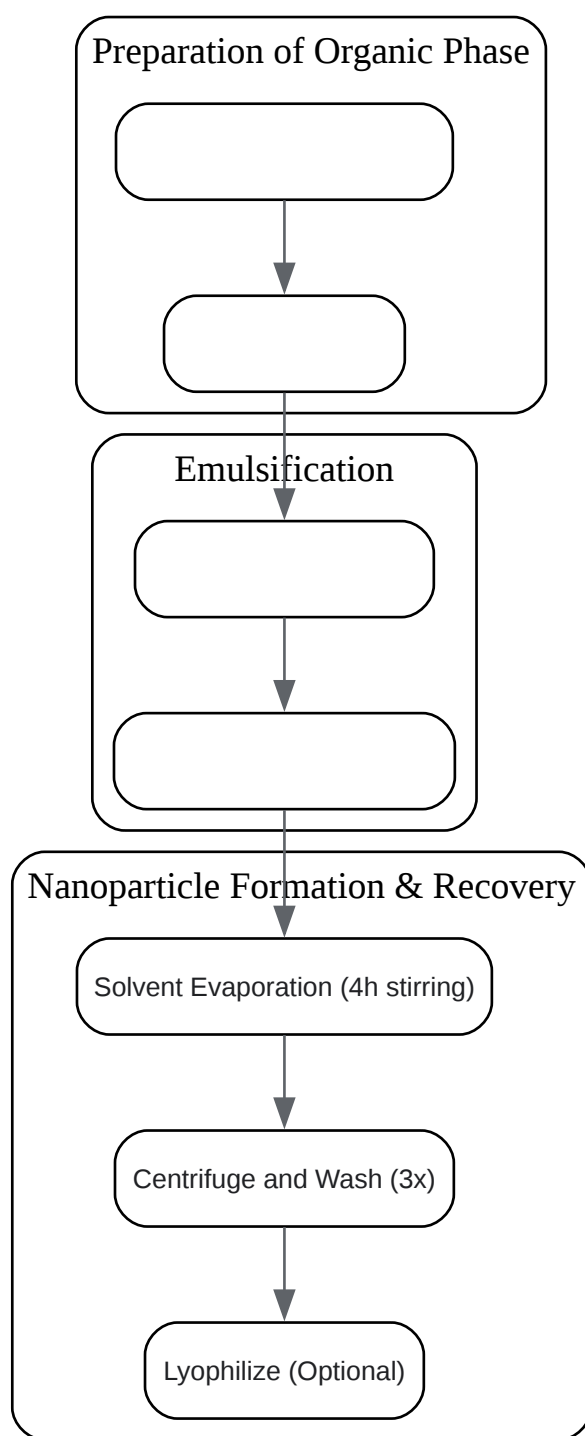 Preparation of Organic Phase
Emulsification
Nanoparticle Formation & Recovery
Solvent Evaporation (4h stirring)
Centrifuge and Wash (3x)
Lyophilize (Optional)